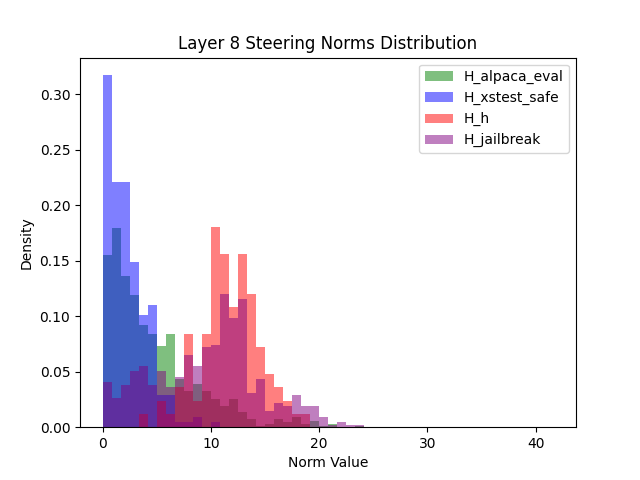 Layer 8 Steering Norms Distribution
H_alpaca_eval
H_xstest_safe
H_h
H_jailbreak
Density
0.30
0.25
0.20
0.15
0.10
0.05
0.00
0 10 20 30 40
Norm Value